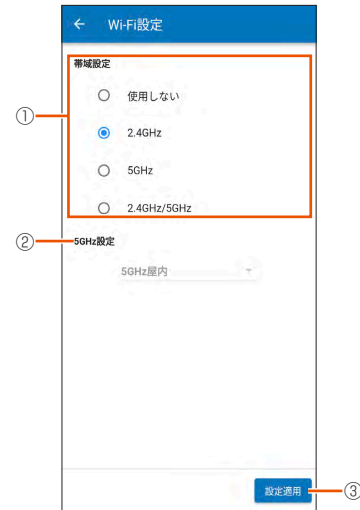 ← Wi-Fi設定
帯域設定
使用しない
①
2.4GHz
5GHz
2.4GHz/5GHz
②
5GHz設定
5GHz屋内
設定適用
③